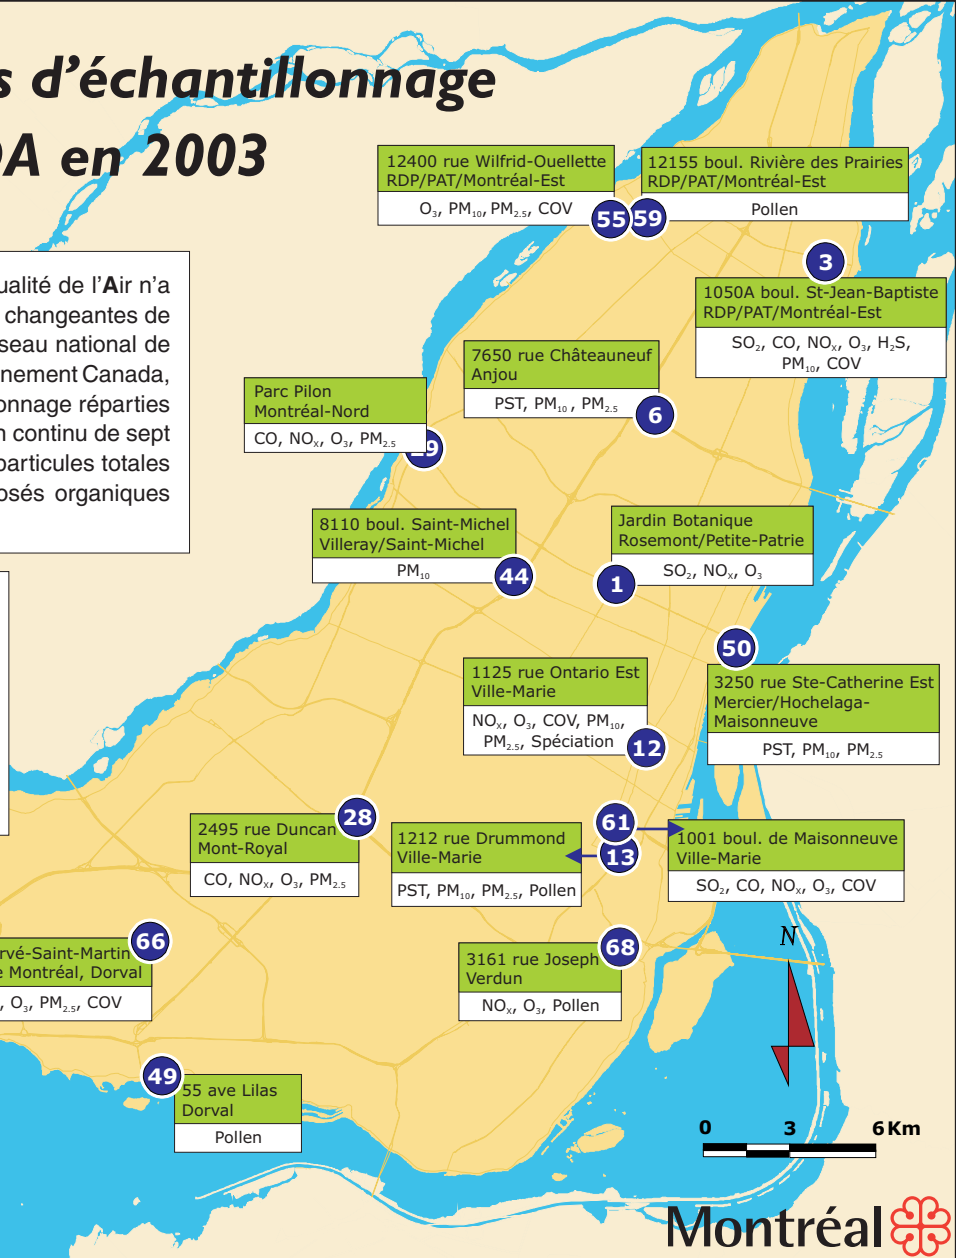 s d'échantillonnage
DA en 2003
ualité de l'Air n'a
changeantes de
seau national de
nement Canada,
onnage réparties
n continu de sept
particules totales
osés organiques
12400 rue Wilfrid-Ouellette
RDP/PAT/Montréal-Est
O₃, PM₁₀, PM₂.₅, COV
55
59
12155 boul. Rivière des Prairies
RDP/PAT/Montréal-Est
Pollen
3
1050A boul. St-Jean-Baptiste
RDP/PAT/Montréal-Est
SO₂, CO, NOₓ, O₃, H₂S,
PM₁₀, COV
7650 rue Châteauneuf
Anjou
PST, PM₁₀, PM₂.₅
6
Parc Pilon
Montréal-Nord
CO, NOₓ, O₃, PM₂.₅
29
8110 boul. Saint-Michel
Villeray/Saint-Michel
PM₁₀
44
Jardin Botanique
Rosemont/Petite-Patrie
SO₂, NOₓ, O₃
1
50
3250 rue Ste-Catherine Est
Mercier/Hochelaga-
Maisonneuve
PST, PM₁₀, PM₂.₅
1125 rue Ontario Est
Ville-Marie
NOₓ, O₃, COV, PM₁₀,
PM₂.₅, Spéciation
12
28
2495 rue Duncan
Mont-Royal
CO, NOₓ, O₃, PM₂.₅
1212 rue Drummond
Ville-Marie
PST, PM₁₀, PM₂.₅, Pollen
61
13
1001 boul. de Maisonneuve
Ville-Marie
SO₂, CO, NOₓ, O₃, COV
66
rvé-Saint-Martin
e Montréal, Dorval
, O₃, PM₂.₅, COV
68
3161 rue Joseph
Verdun
NOₓ, O₃, Pollen
N
49
55 ave Lilas
Dorval
Pollen
0 3 6 Km
Montréal